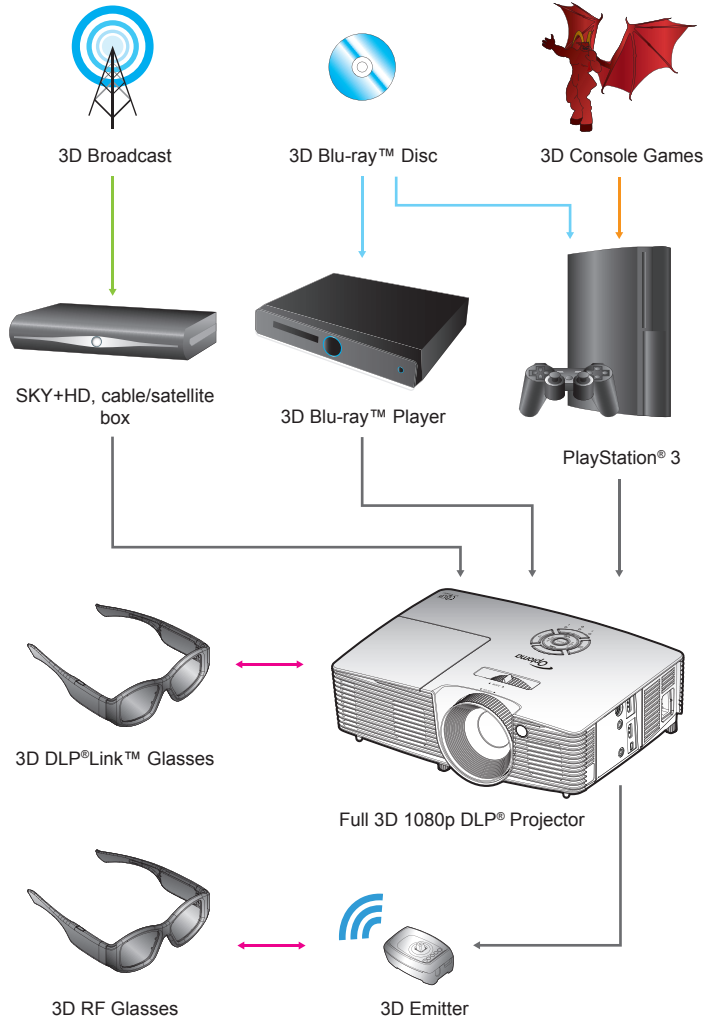 3D Broadcast
3D Blu-ray™ Disc
3D Console Games
SKY+HD, cable/satellite
box
3D Blu-ray™ Player
PlayStation® 3
Optoma
3D DLP®Link™ Glasses
Full 3D 1080p DLP® Projector
3D RF Glasses
3D Emitter